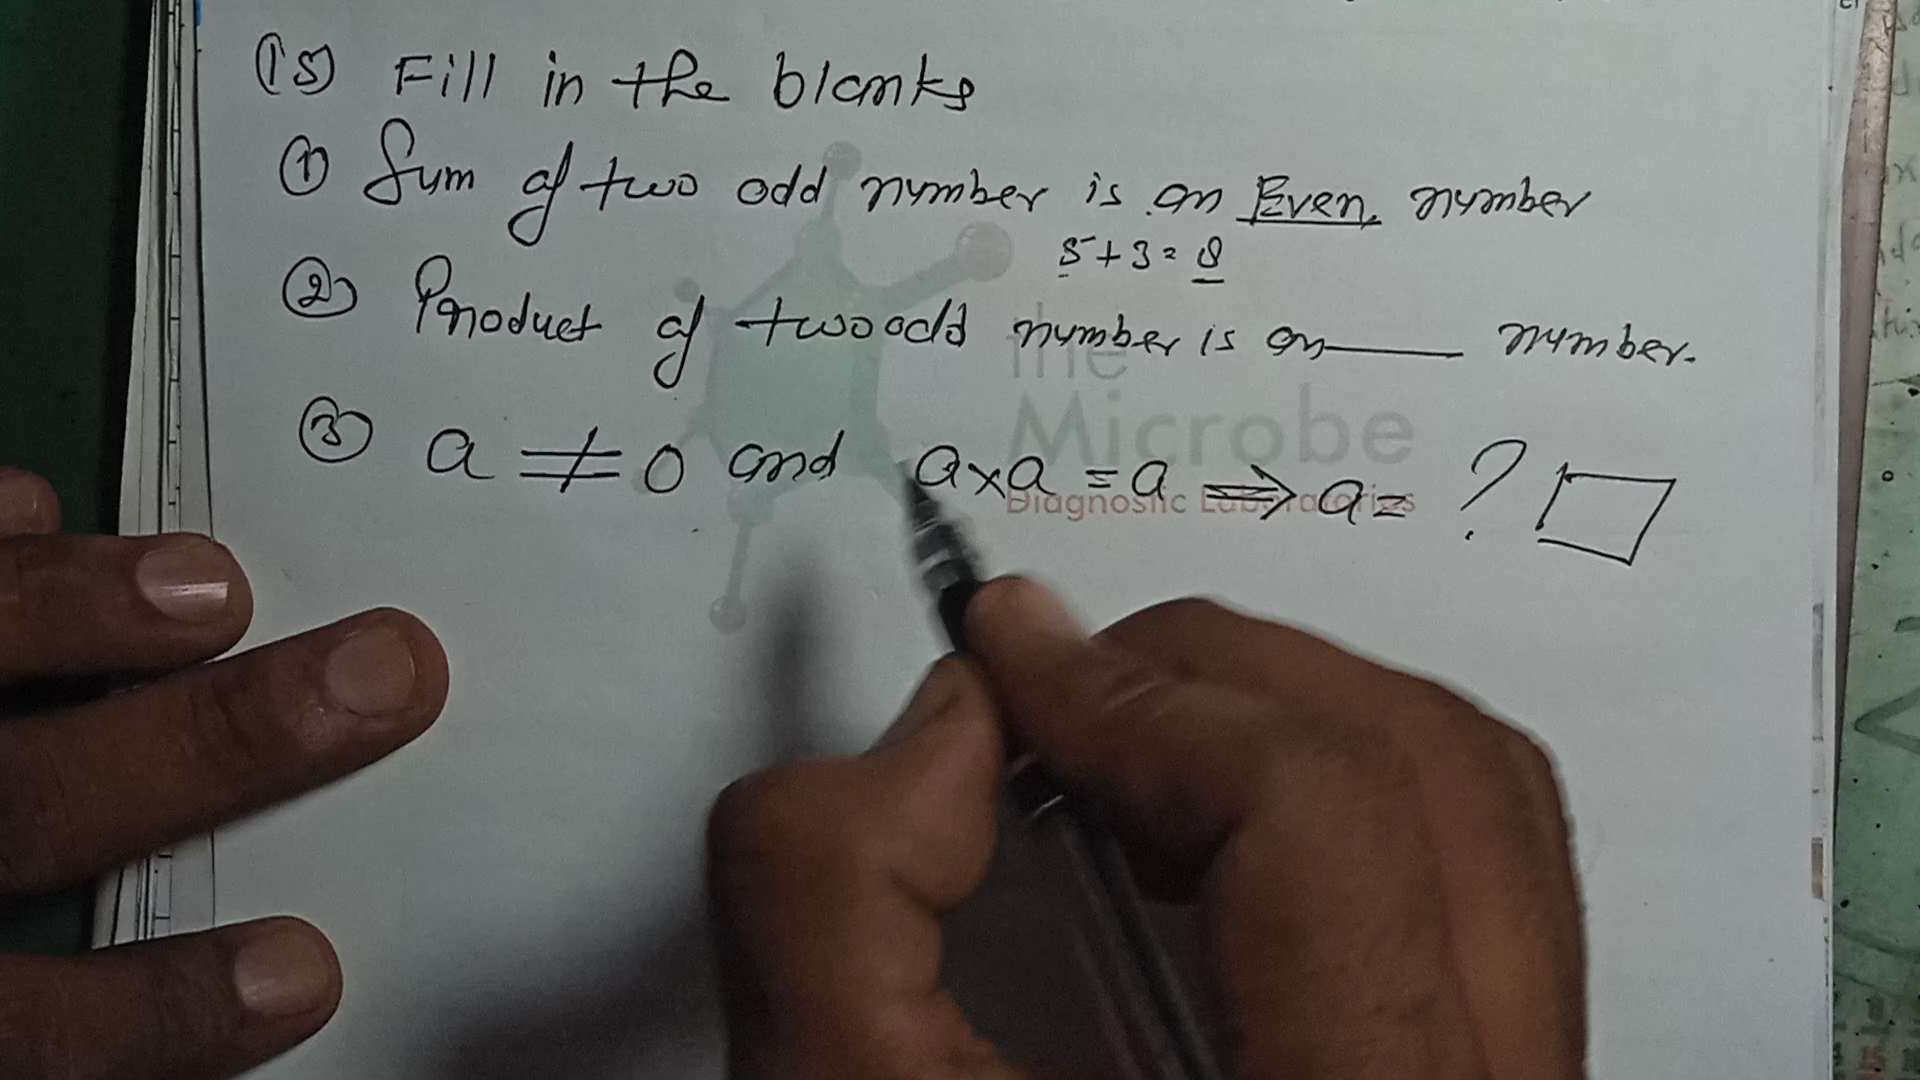 (15) Fill in the blanks
① Sum of two odd number is an Even number
5+3=8
② Product of two odd number is an ____ number.
the
Microbe
③ a ≠ 0 and a×a = a ⇒ a = ?
Diagnostic Laboratories